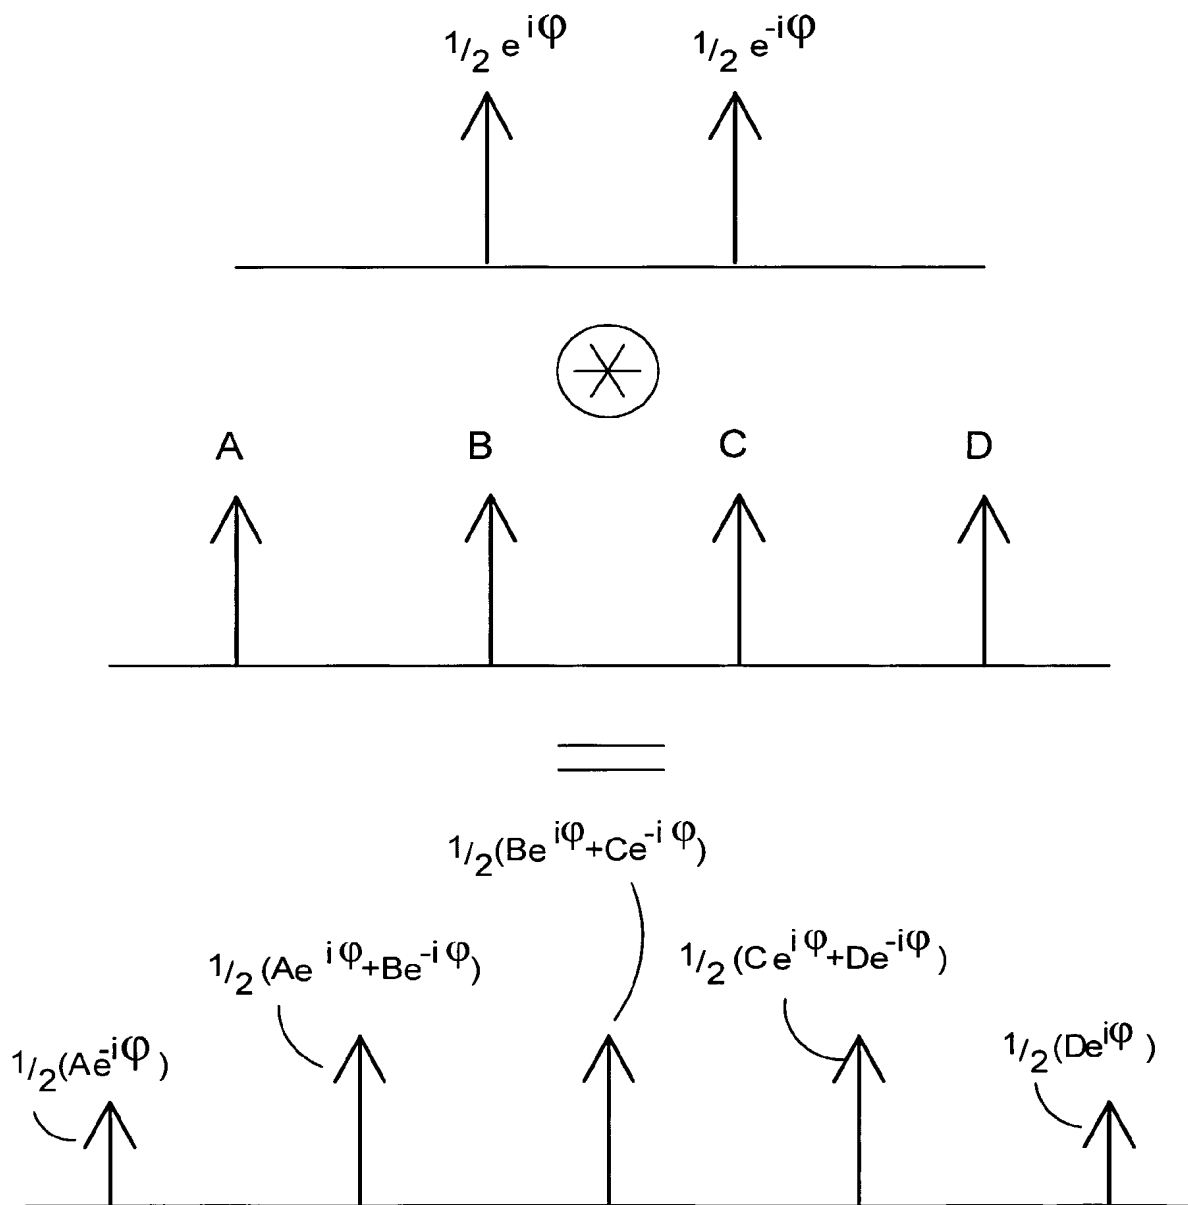 1/2 e^iφ 1/2 e^-iφ
A B C D
1/2(Be^iφ+Ce^-iφ)
1/2(Ae^iφ+Be^-iφ) 1/2(Ce^iφ+De^-iφ)
1/2(Ae^-iφ) 1/2(De^iφ)